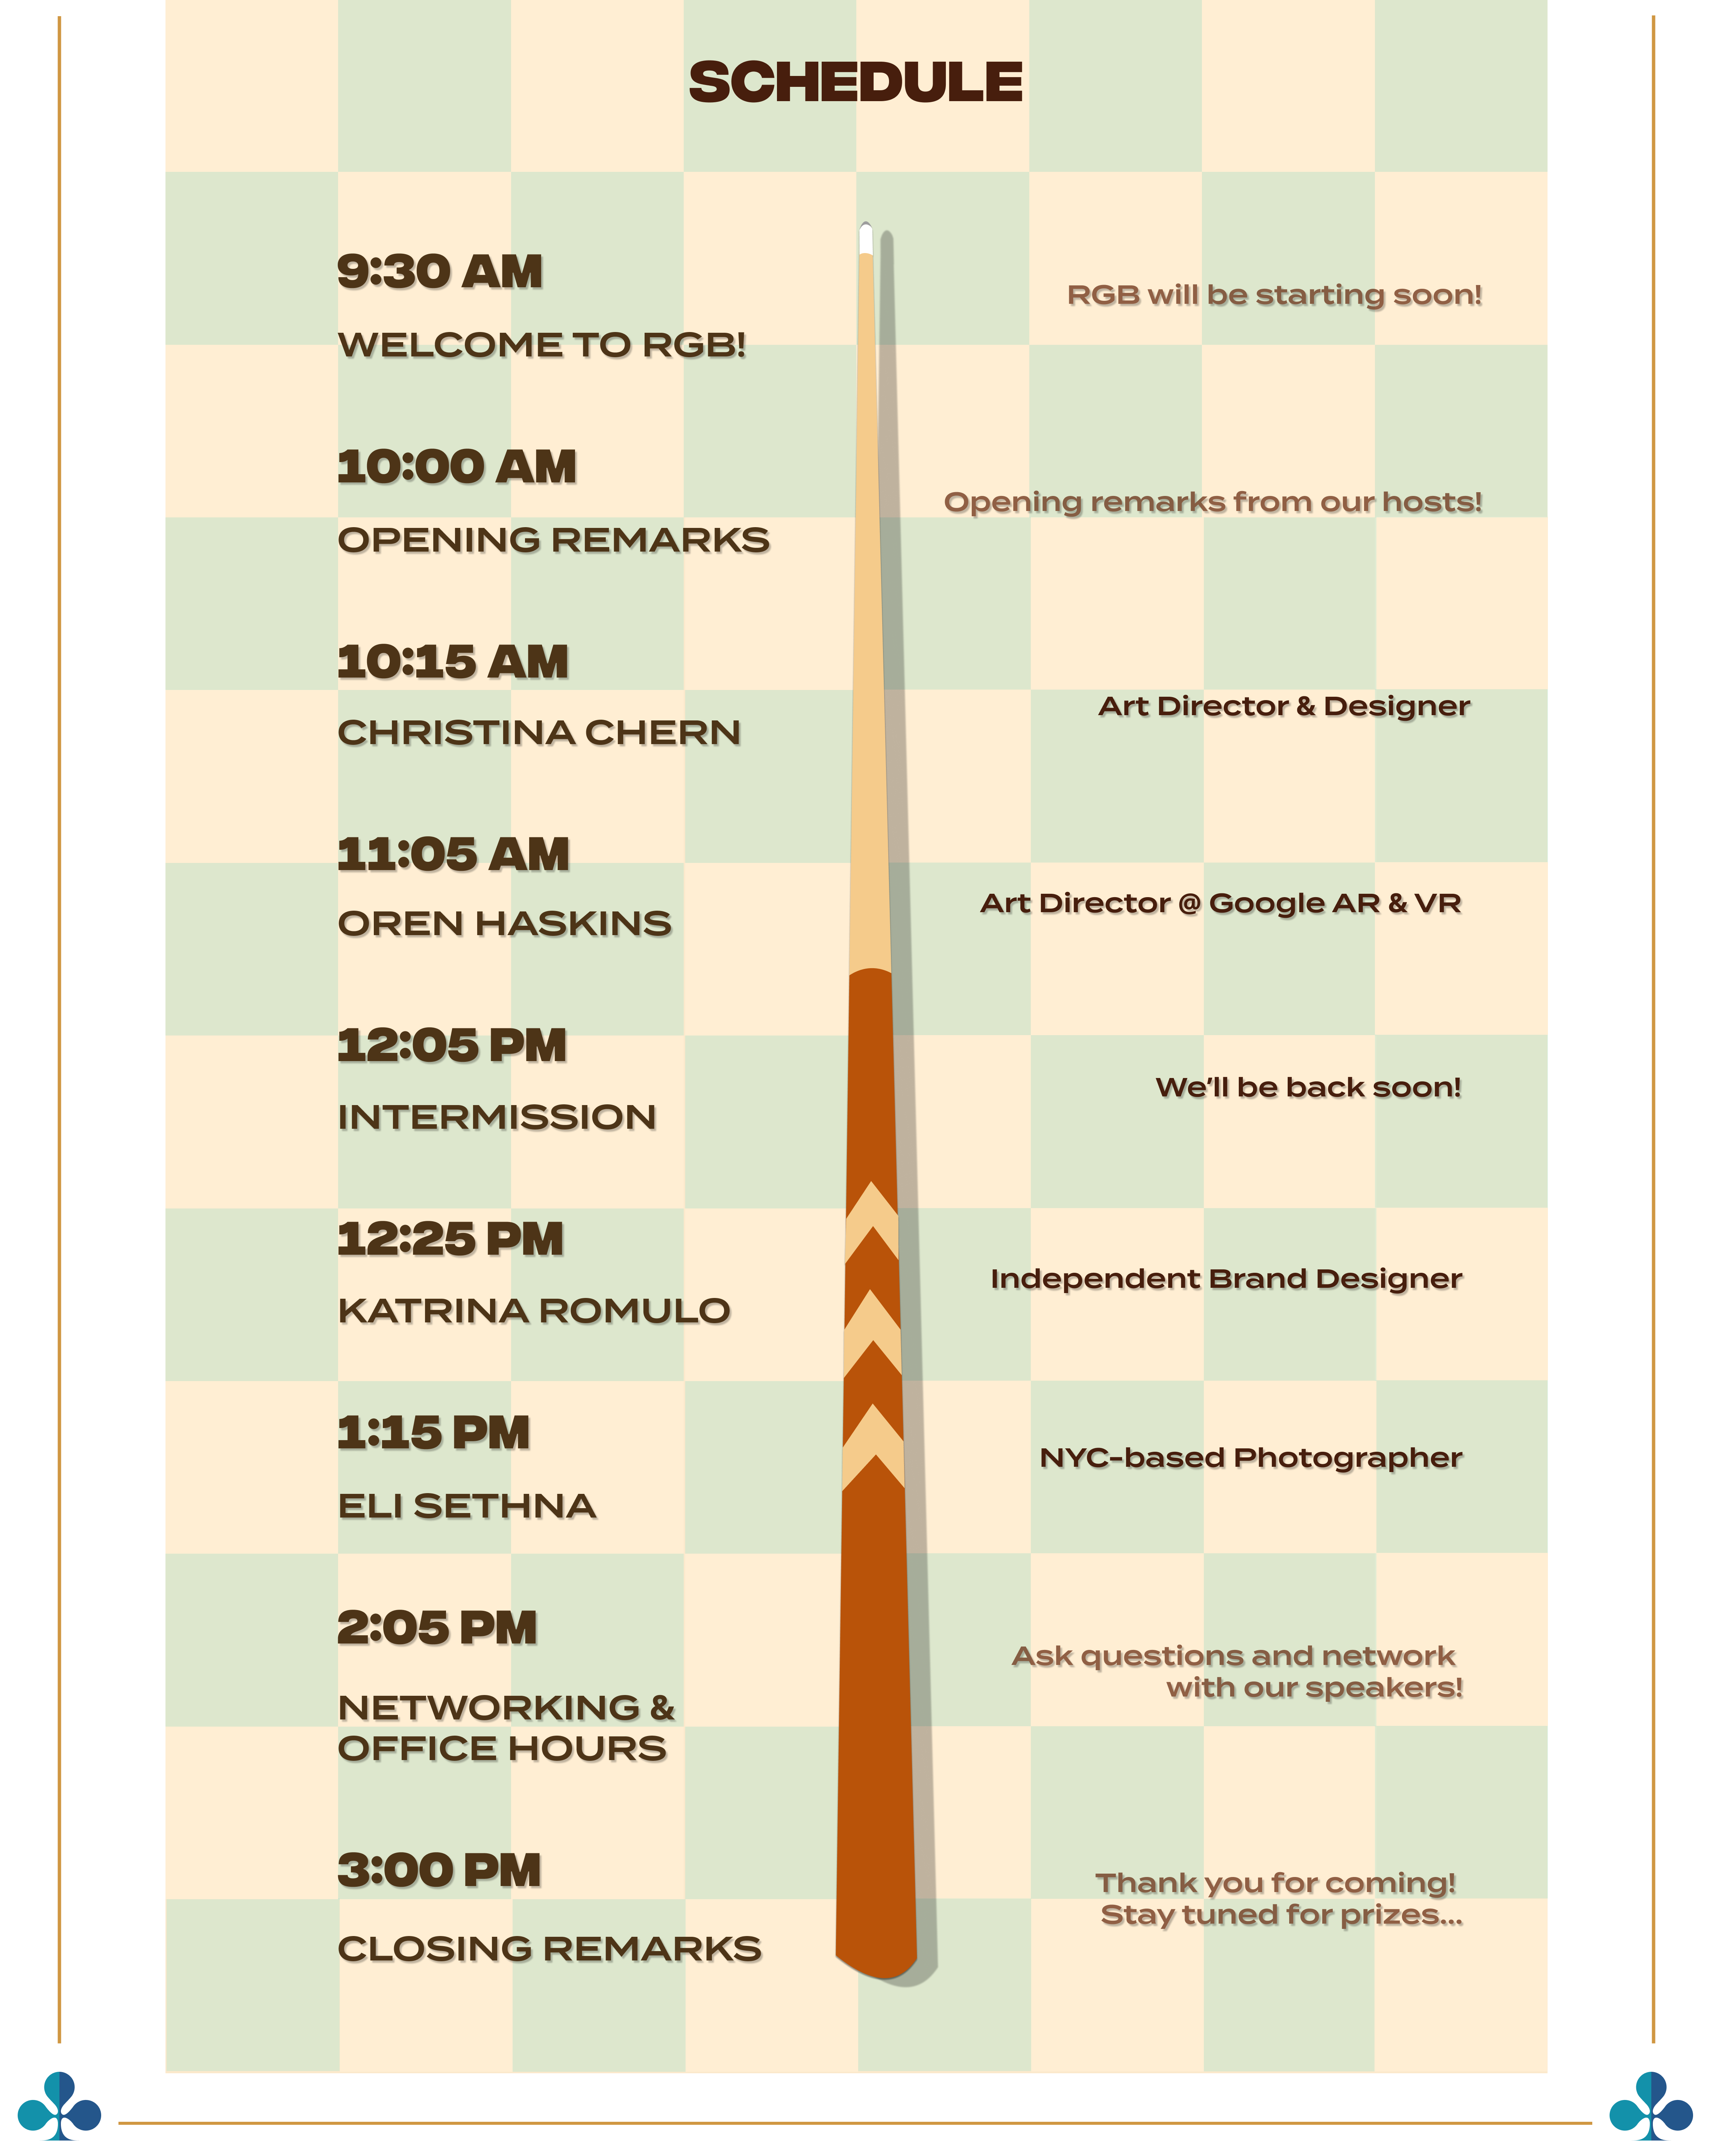 SCHEDULE
9:30 AM
RGB will be starting soon!
WELCOME TO RGB!
10:00 AM
Opening remarks from our hosts!
OPENING REMARKS
10:15 AM
Art Director & Designer
CHRISTINA CHERN
11:05 AM
Art Director @ Google AR & VR
OREN HASKINS
12:05 PM
We'll be back soon!
INTERMISSION
12:25 PM
Independent Brand Designer
KATRINA ROMULO
1:15 PM
NYC-based Photographer
ELI SETHNA
2:05 PM
Ask questions and network
with our speakers!
NETWORKING &
OFFICE HOURS
3:00 PM
Thank you for coming!
Stay tuned for prizes...
CLOSING REMARKS